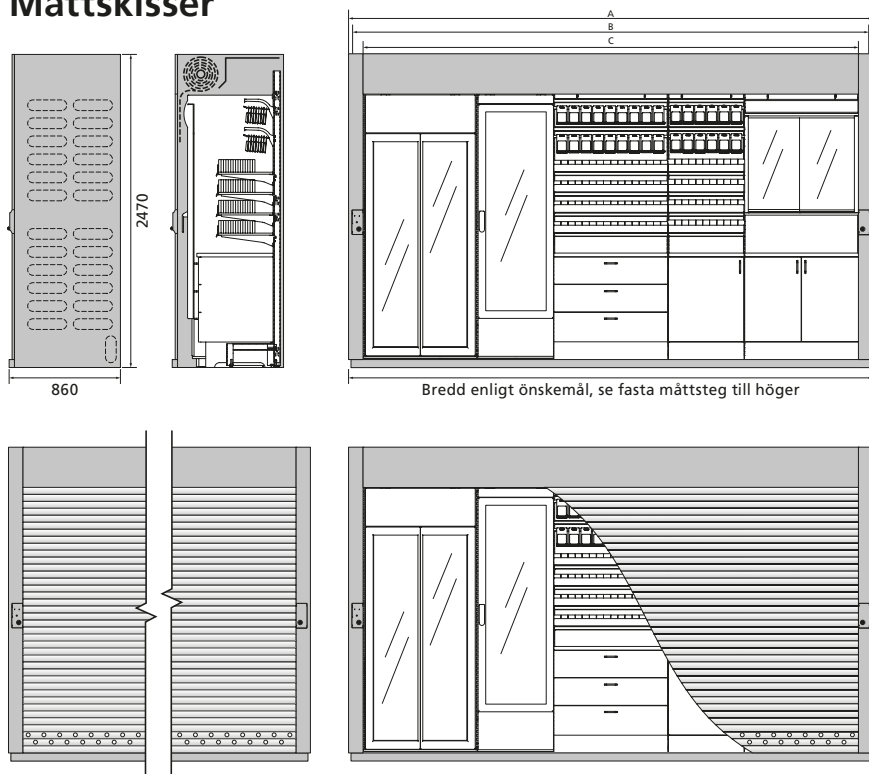 Måttskisser
A
B
C
2470
860
Bredd enligt önskemål, se fasta måttsteg till höger